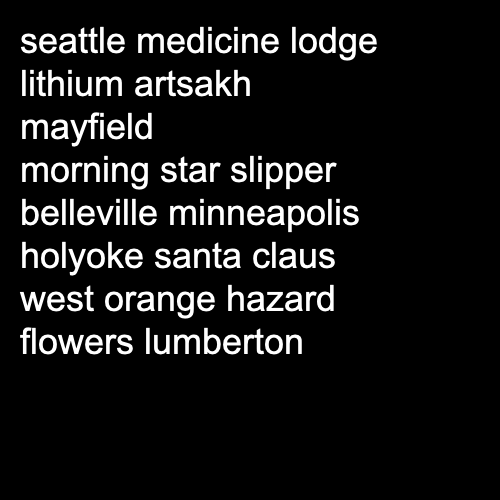 seattle medicine lodge
lithium artsakh
mayfield
morning star slipper
belleville minneapolis
holyoke santa claus
west orange hazard
flowers lumberton